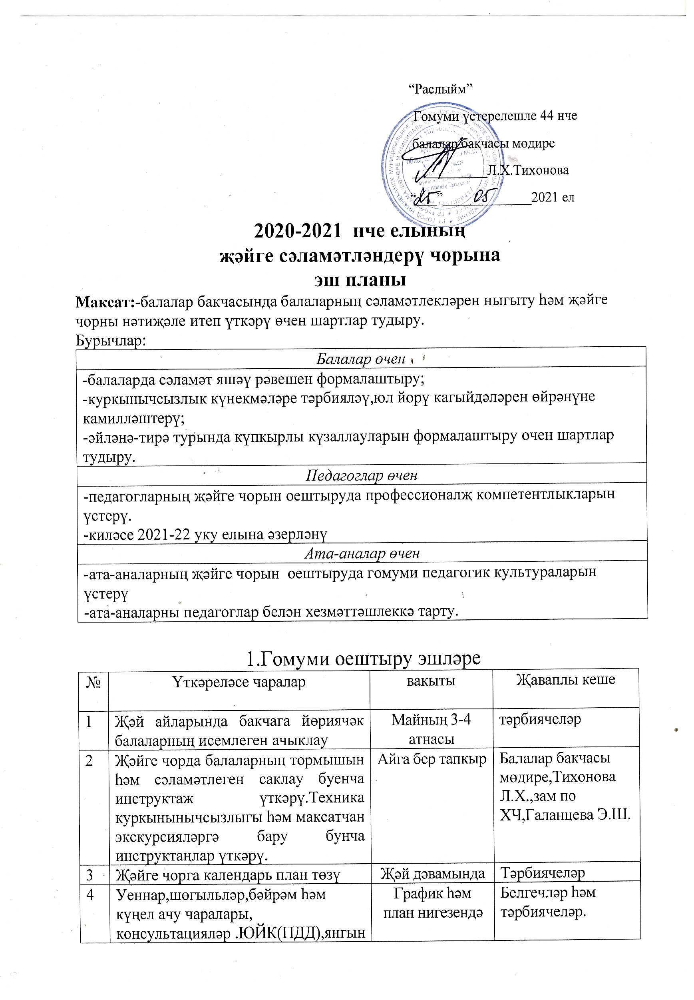 “Раслыйм”
Гомуми үстерелешле 44 нче
балалар бакчасы мөдире
Л.Х.Тихонова
“25” 05 2021 ел
2020-2021 нче елының
җәйге сәламәтләндерү чорына
эш планы
Максат:-балалар бакчасында балаларның сәламәтлекләрен ныгыту һәм җәйге
чорны нәтиҗәле итеп үткәрү өчен шартлар тудыру.
Бурычлар:
Балалар өчен
-балаларда сәламәт яшәү рәвешен формалаштыру;
-куркынычсызлык күнекмәләре тәрбияләү,юл йорү кагыйдәләрен өйрәнүне
камилләштерү;
-әйләнә-тирә турында күпкырлы күзаллауларын формалаштыру өчен шартлар
тудыру.
Педагоглар өчен
-педагогларның җәйге чорын оештыруда профессионалҗ компетентлыкларын
үстерү.
-киләсе 2021-22 уку елына әзерләнү
Ата-аналар өчен
-ата-аналарның җәйге чорын оештыруда гомуми педагогик культураларын
үстерү
-ата-аналарны педагоглар белән хезмәттәшлеккә тарту.
1.Гомуми оештыру эшләре
№ Үткәреләсе чаралар вакыты Җаваплы кеше
1 Җәй айларында бакчага йөриячәк Майның 3-4 тәрбиячеләр
балаларның исемлеген ачыклау атнасы
2 Җәйге чорда балаларның тормышын Айга бер тапкыр Балалар бакчасы
һәм сәламәтлеген саклау буенча мөдире,Тихонова
инструктаж үткәрү.Техника Л.Х.,зам по
куркынынычсызлыгы һәм максатчан ХЧ,Галанцева Э.Ш.
экскурсияләргә бару бунча
инструктаңлар үткәрү.
3 Җәйге чорга календарь план төзү Җәй дәвамында Тәрбиячеләр
4 Уеннар,шөгыльләр,бәйрәм һәм График һәм Белгечләр һәм
күңел ачу чаралары, план нигезендә тәрбиячеләр.
консультацияләр .ЮЙК(ПДД),янгын